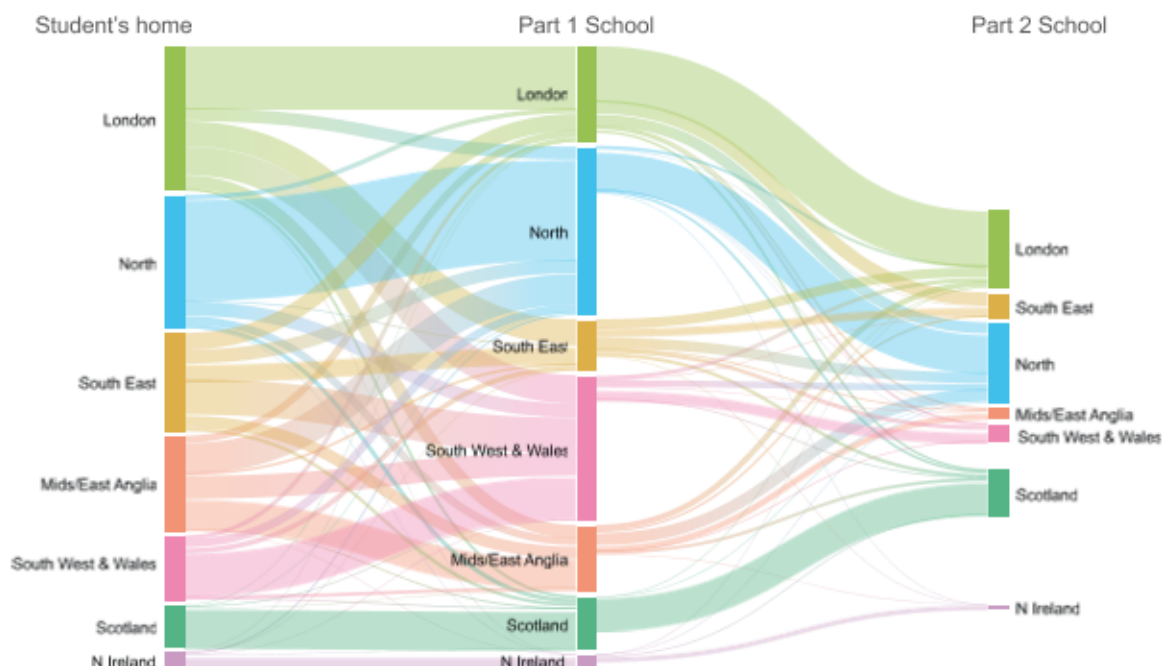 Student's home
Part 1 School
Part 2 School
London
North
South East
Mids/East Anglia
South West & Wales
Scotland
N Ireland
London
North
South East
South West & Wales
Mids/East Anglia
Scotland
N Ireland
London
South East
North
Mids/East Anglia
South West & Wales
Scotland
N Ireland